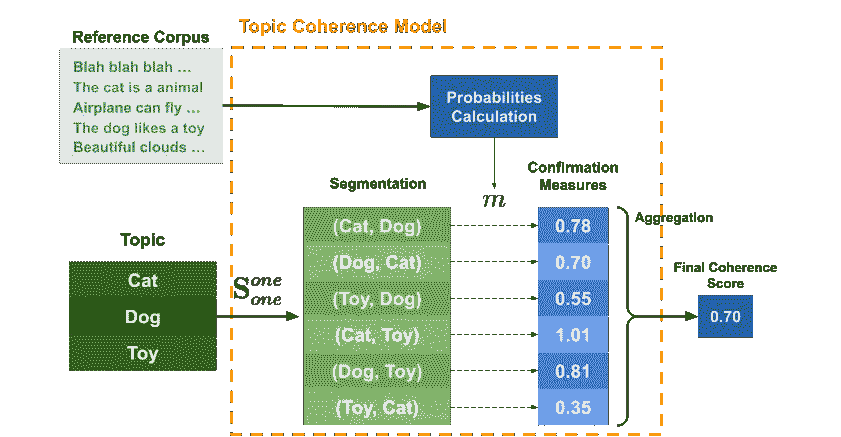 Topic Coherence Model
Reference Corpus
Blah blah blah ...
The cat is a animal
Airplane can fly ...
The dog likes a toy
Beautiful clouds ...
Probabilities
Calculation
Segmentation
m
Confirmation
Measures
Topic
Cat
Dog
Toy
S one one
(Cat, Dog)
(Dog, Cat)
(Toy, Dog)
(Cat, Toy)
(Dog, Toy)
(Toy, Cat)
0.78
0.70
0.55
1.01
0.81
0.35
Aggregation
Final Coherence
Score
0.70